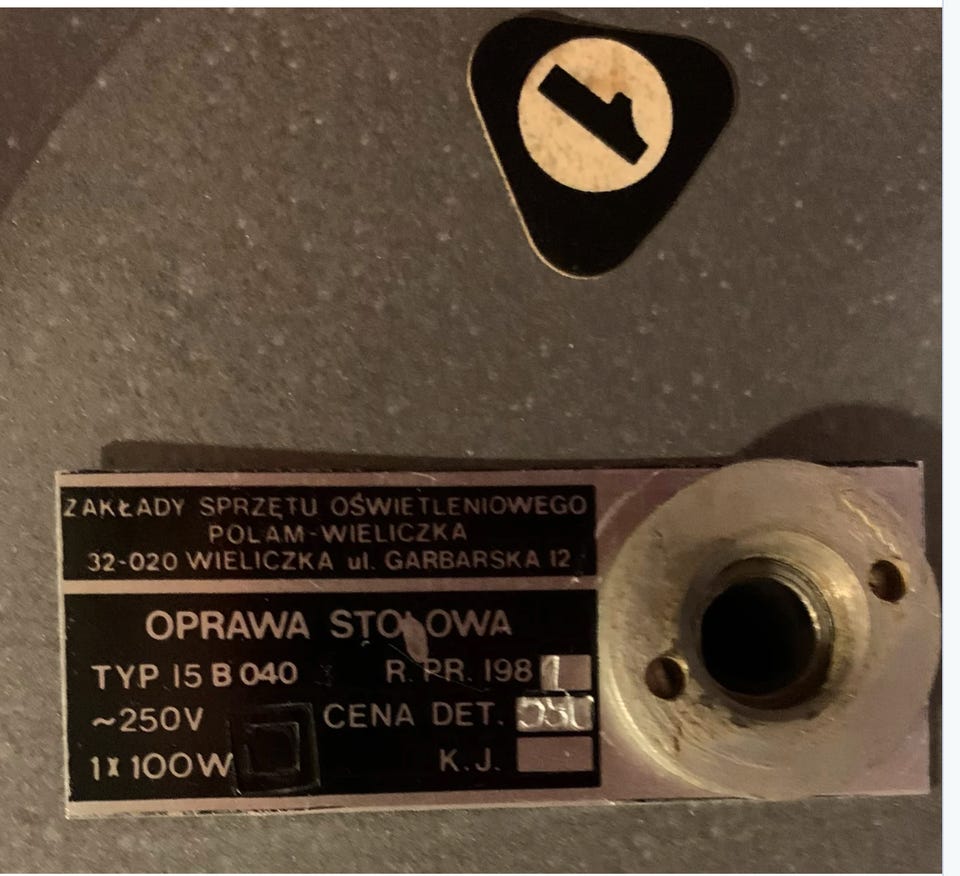 1
ZAKŁADY SPRZĘTU OŚWIETLENIOWEGO
POLAM-WIELICZKA
32-020 WIELICZKA ul. GARBARSKA 12
OPRAWA STOŁOWA
TYP 15 B 040 R. PR. 198
~250V CENA DET.
1x100W K.J.